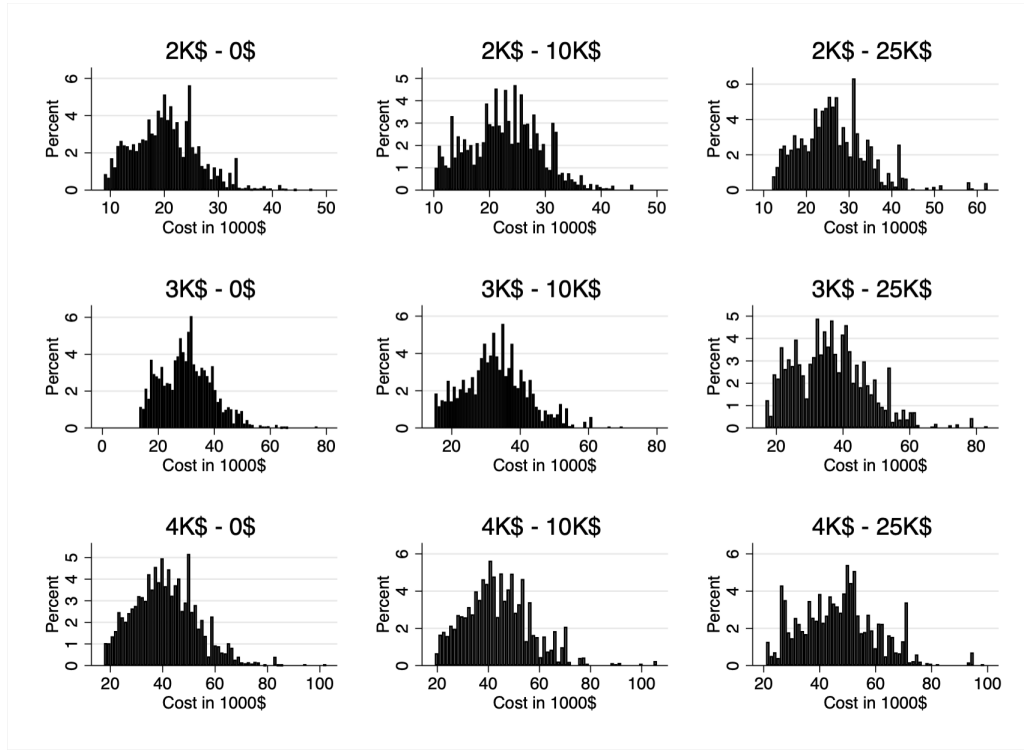 2K$ - 0$
2K$ - 10K$
2K$ - 25K$
Percent
0 2 4 6
10 20 30 40 50
Cost in 1000$
Percent
0 1 2 3 4 5
10 20 30 40 50
Cost in 1000$
Percent
0 2 4 6
10 20 30 40 50 60
Cost in 1000$
3K$ - 0$
3K$ - 10K$
3K$ - 25K$
Percent
0 2 4 6
0 20 40 60 80
Cost in 1000$
Percent
0 2 4 6
20 40 60 80
Cost in 1000$
Percent
0 1 2 3 4 5
20 40 60 80
Cost in 1000$
4K$ - 0$
4K$ - 10K$
4K$ - 25K$
Percent
0 1 2 3 4 5
20 40 60 80 100
Cost in 1000$
Percent
0 2 4 6
20 40 60 80 100
Cost in 1000$
Percent
0 2 4 6
20 40 60 80 100
Cost in 1000$